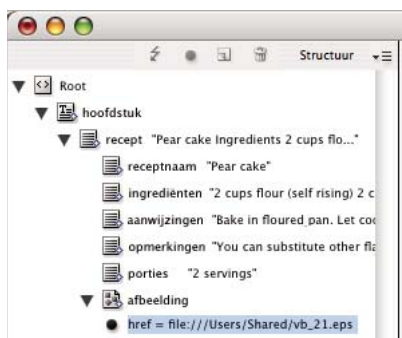 Structuur
Root
hoofdstuk
recept "Pear cake Ingredients 2 cups flo..."
receptnaam "Pear cake"
ingrediënten "2 cups flour (self rising) 2 c
aanwijzingen "Bake in floured pan. Let coo
opmerkingen "You can substitute other fla
porties "2 servings"
afbeelding
href = file:///Users/Shared/vb_21.eps